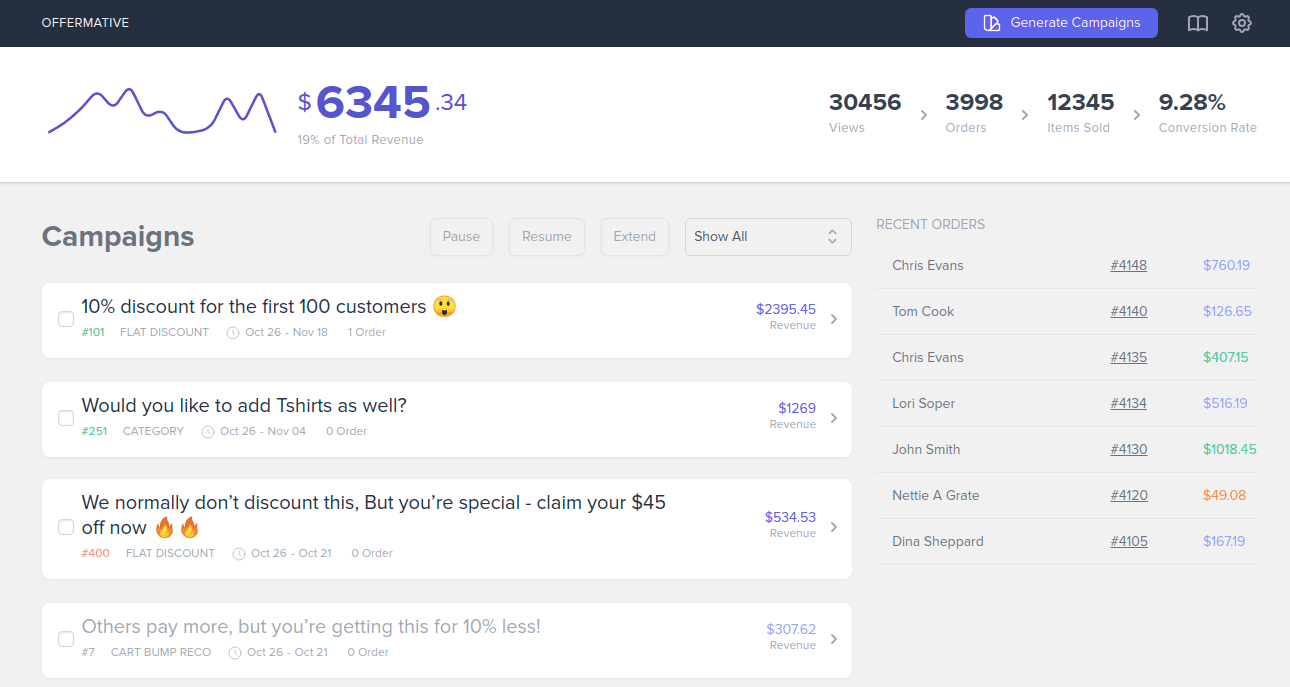 OFFERMATIVE
Generate Campaigns
$6345.34
19% of Total Revenue
30456
Views
3998
Orders
12345
Items Sold
9.28%
Conversion Rate
Campaigns
Pause
Resume
Extend
Show All
10% discount for the first 100 customers 😲
#101 FLAT DISCOUNT Oct 26 - Nov 18 1 Order
$2395.45
Revenue
Would you like to add Tshirts as well?
#251 CATEGORY Oct 26 - Nov 04 0 Order
$1269
Revenue
We normally don’t discount this, But you’re special - claim your $45
off now 🔥 🔥
#400 FLAT DISCOUNT Oct 26 - Oct 21 0 Order
$534.53
Revenue
Others pay more, but you’re getting this for 10% less!
#7 CART BUMP RECO Oct 26 - Oct 21 0 Order
$307.62
Revenue
RECENT ORDERS
Chris Evans #4148 $760.19
Tom Cook #4140 $126.65
Chris Evans #4135 $407.15
Lori Soper #4134 $516.19
John Smith #4130 $1018.45
Nettie A Grate #4120 $49.08
Dina Sheppard #4105 $167.19